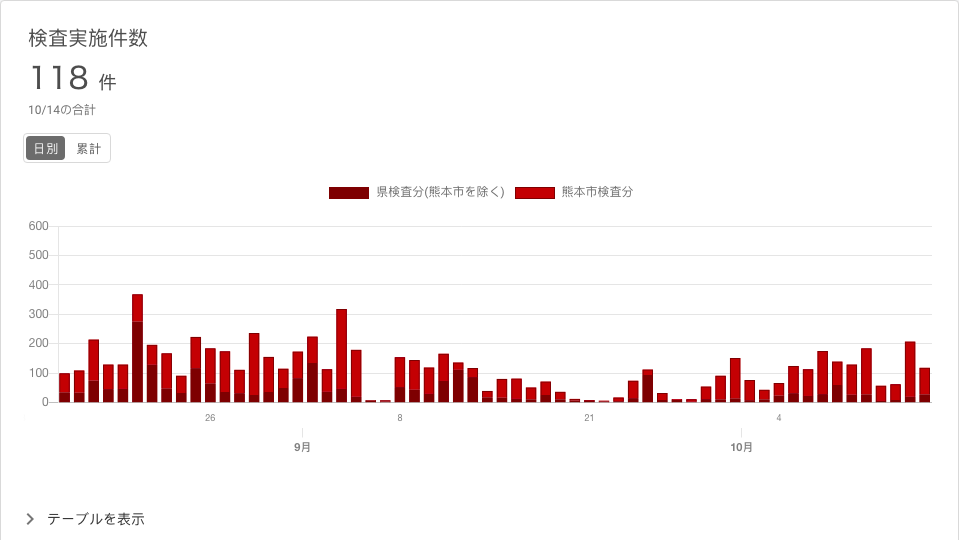 検査実施件数
118 件
10/14の合計
日別 累計
県検査分(熊本市を除く) 熊本市検査分
600
500
400
300
200
100
0
26 8 21 4
9月 10月
テーブルを表示